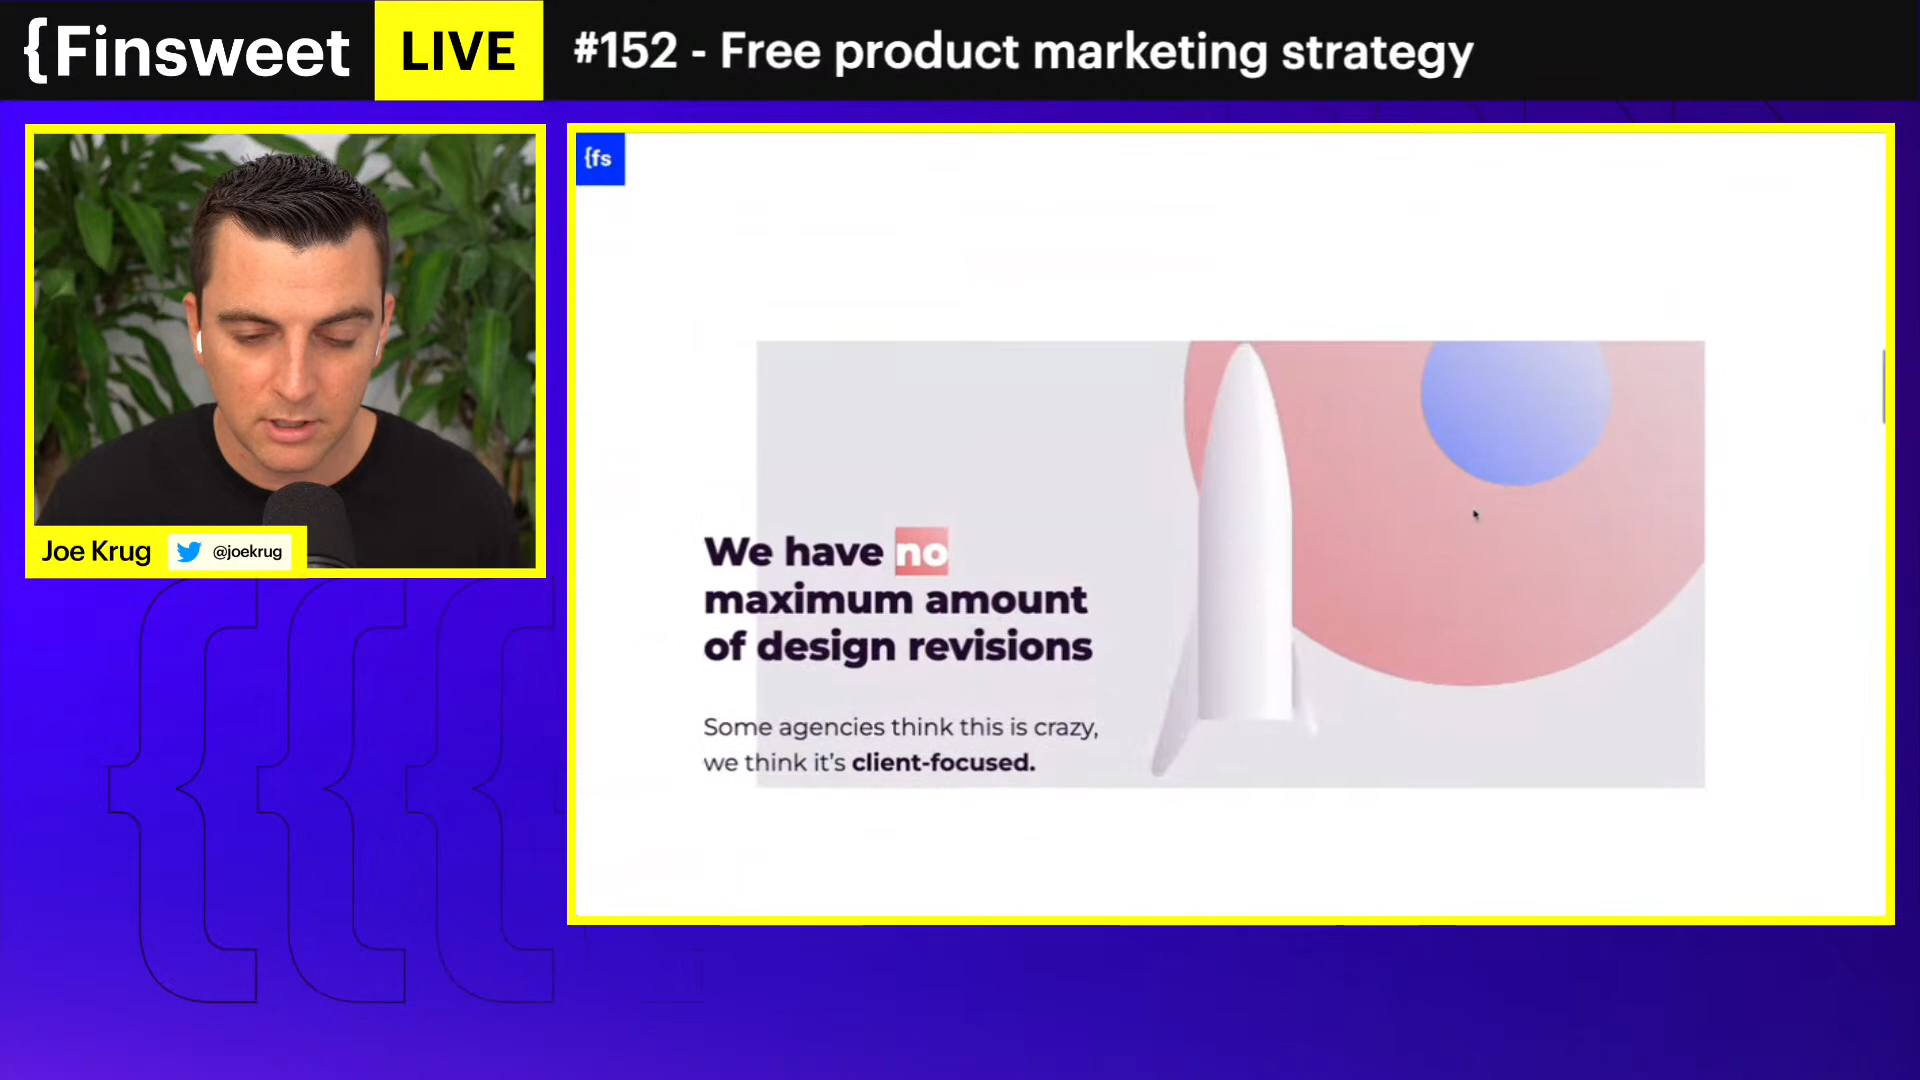 {Finsweet
LIVE
#152 - Free product marketing strategy
{fs
We have no
maximum amount
of design revisions
Some agencies think this is crazy,
we think it's client-focused.
Joe Krug
@joekrug